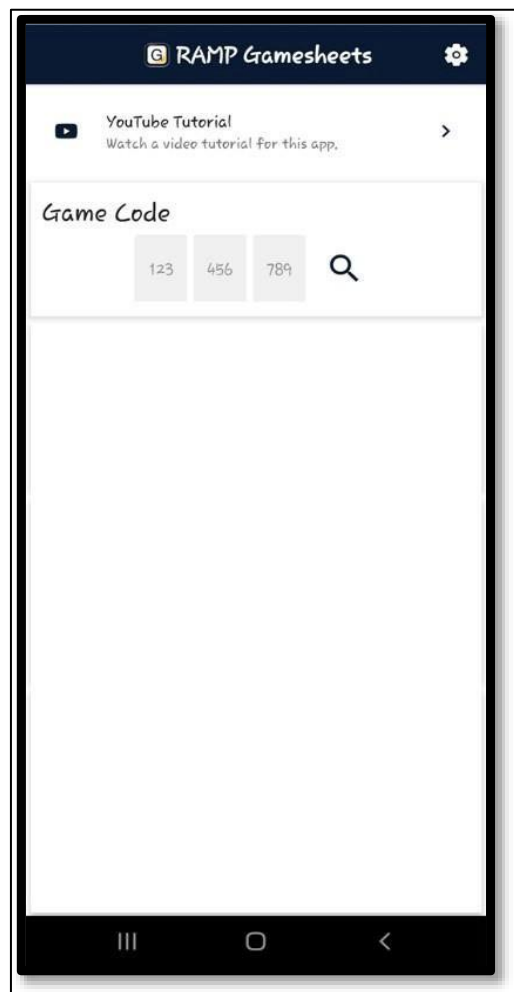 G RAMP Gamesheets
YouTube Tutorial
Watch a video tutorial for this app.
Game Code
123 456 789